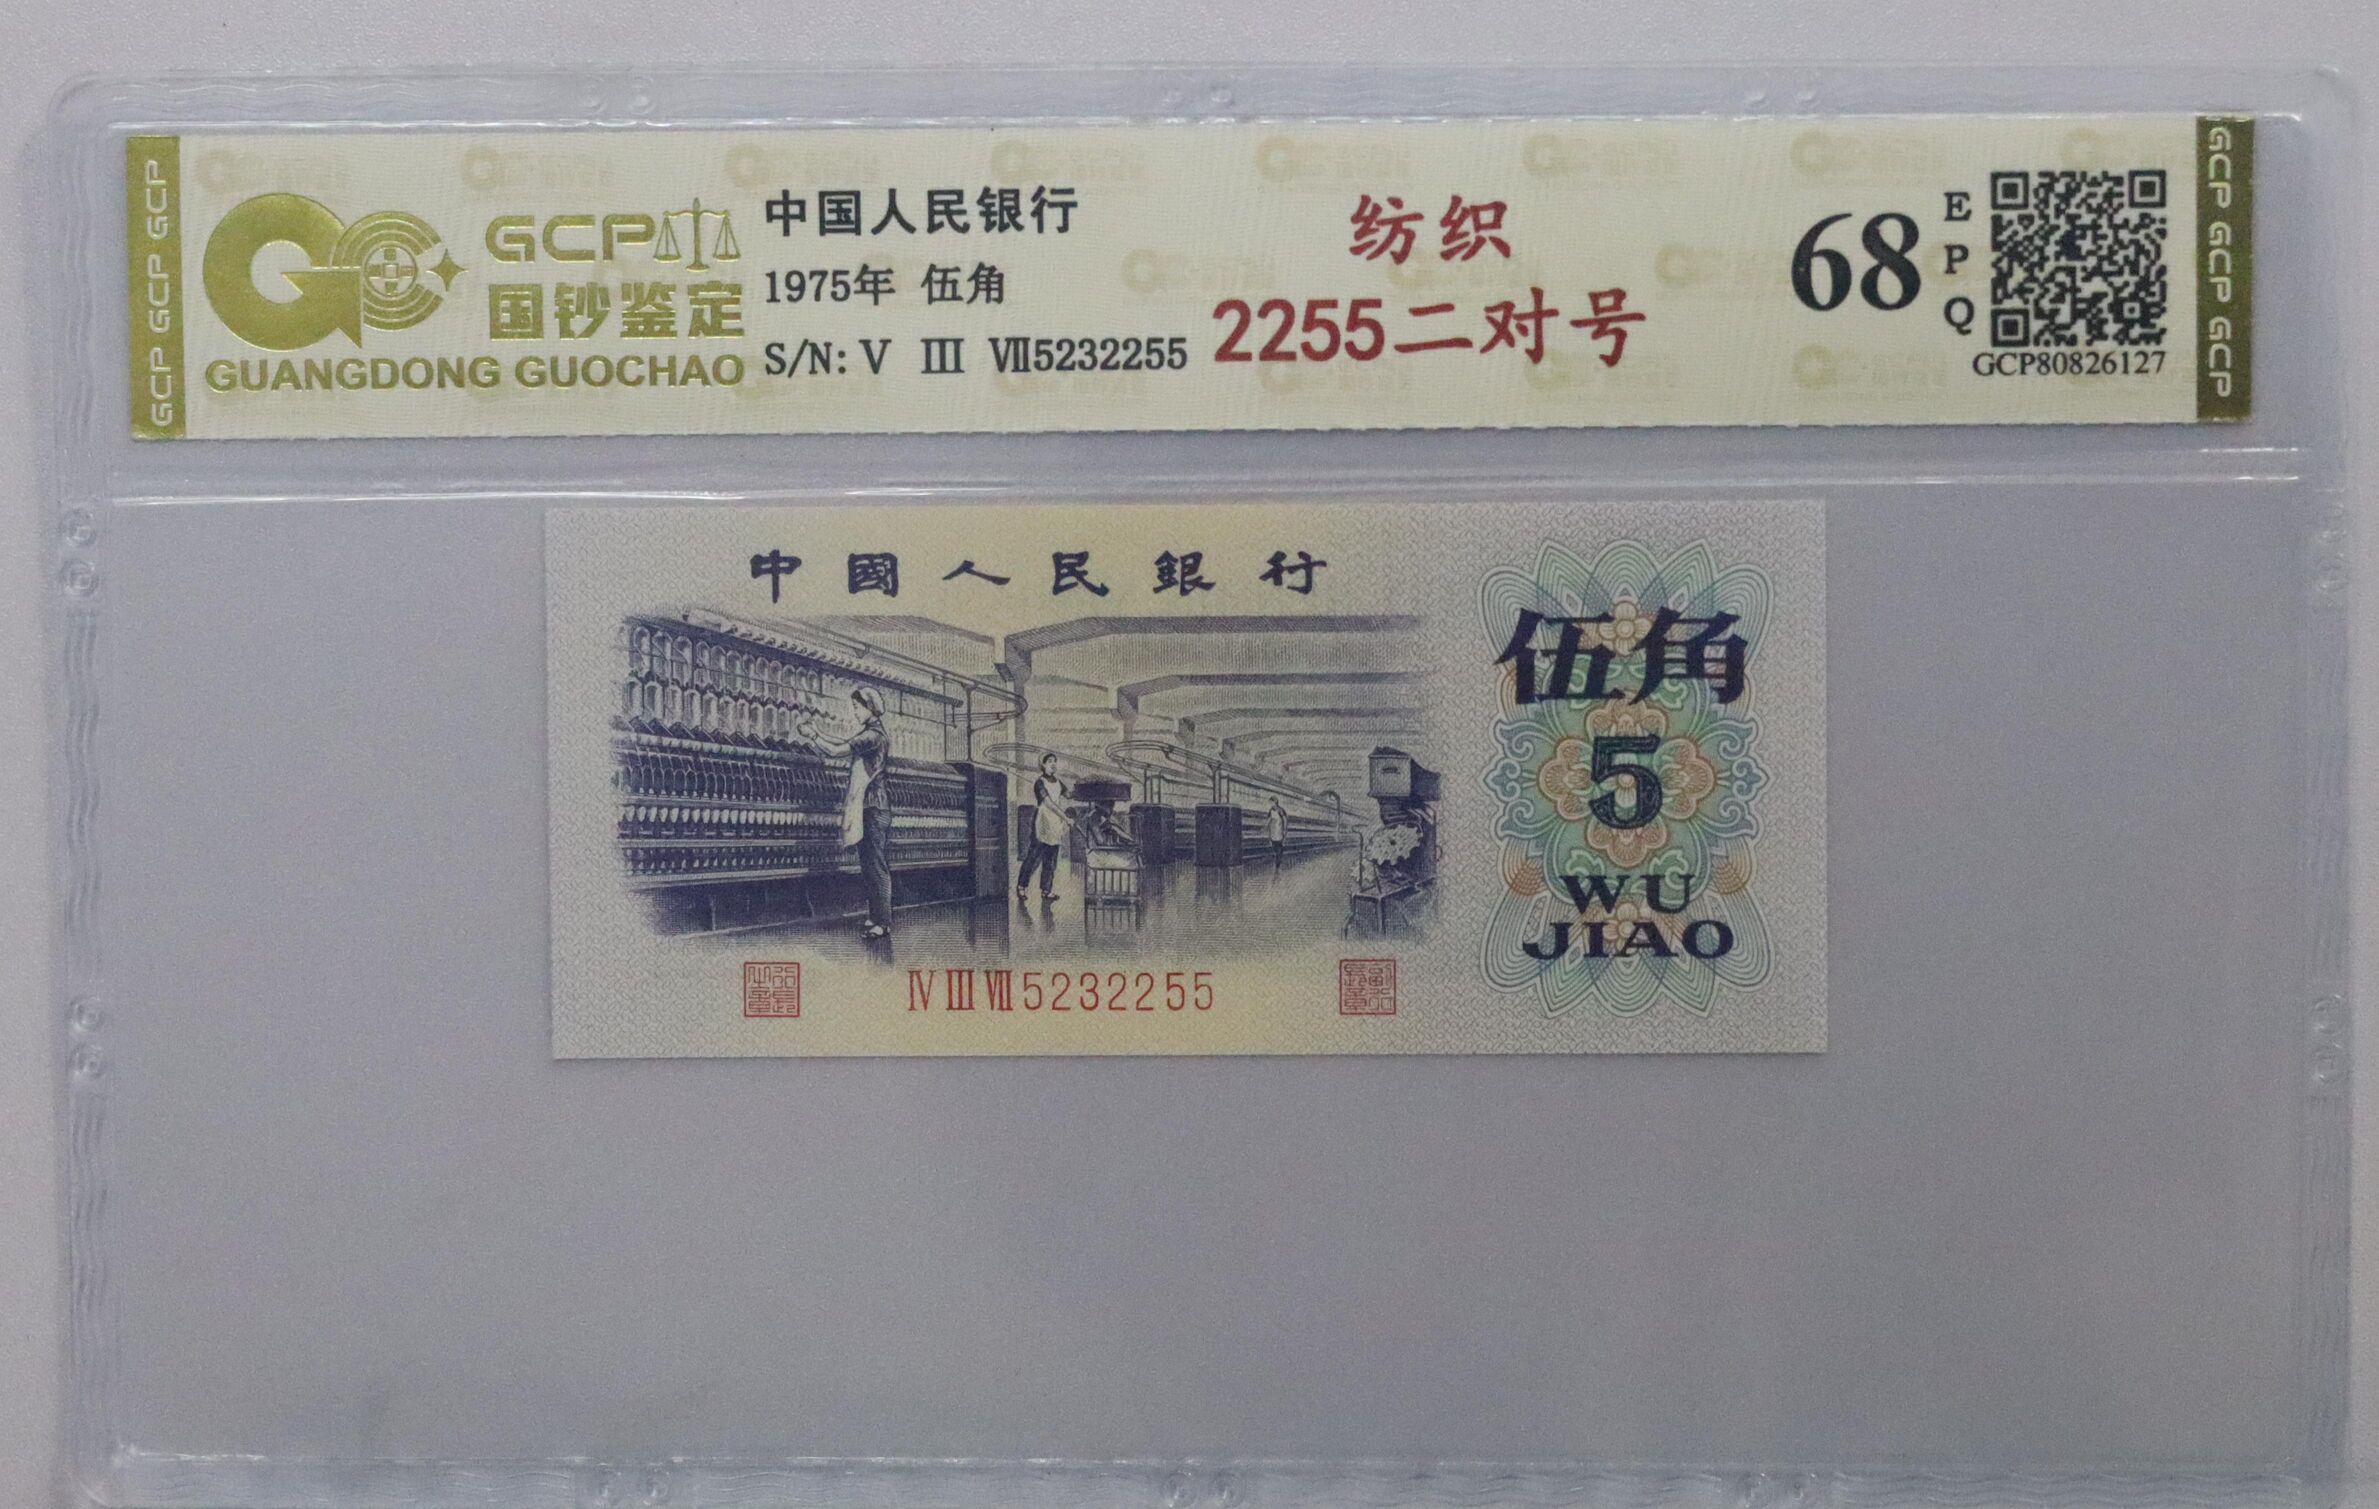 GCP GCP GCP
GCP
国钞鉴定
GUANGDONG GUOCHAO
中国人民银行
1975年 伍角
S/N: V III VII5232255
纺织
2255二对号
68
EPQ
GCP80826127
GCP GCP GCP
中國人民銀行
伍角
5
WU
JIAO
IV III VII 5232255